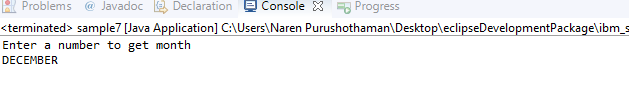 Problems @ Javadoc Declaration Console Progress
<terminated> sample7 [Java Application] C:\Users\Naren Purushothaman\Desktop\eclipseDevelopmentPackage\ibm_s
Enter a number to get month
DECEMBER